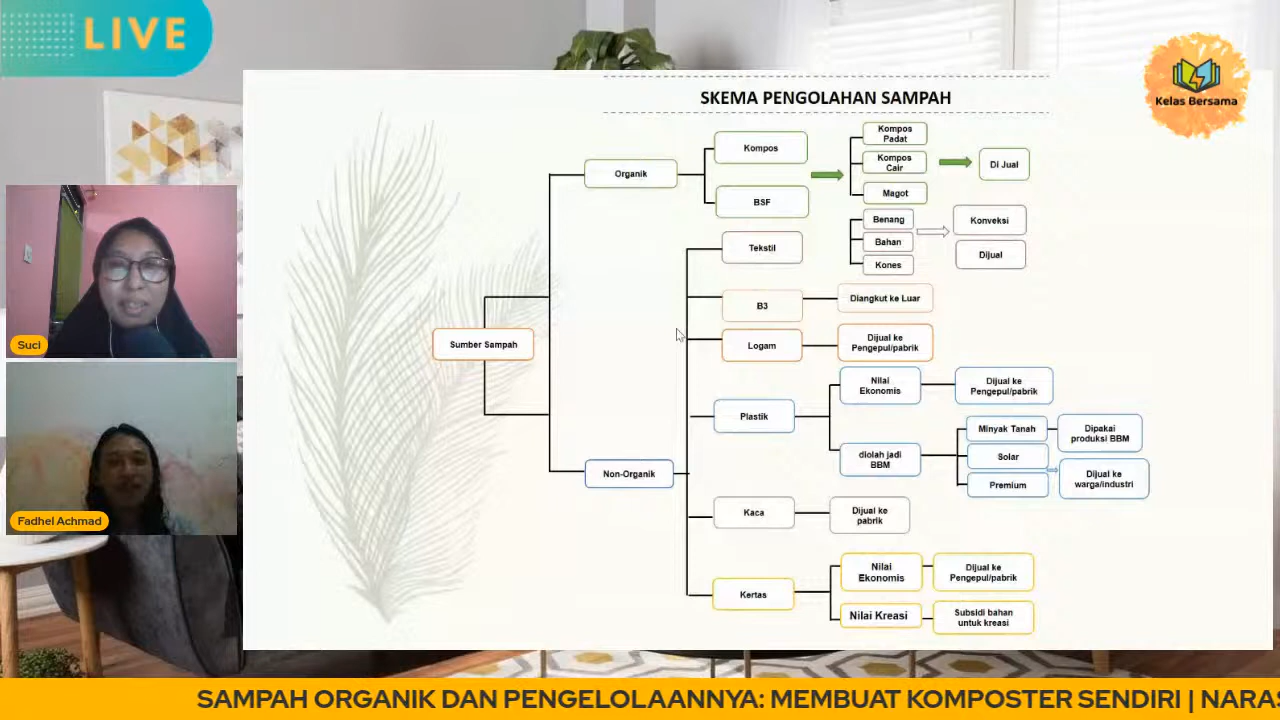 LIVE
Kelas Bersama
SKEMA PENGOLAHAN SAMPAH
Kompos
Organik
BSF
Kompos
Padat
Kompos
Cair
Magot
Di Jual
Tekstil
Benang
Bahan
Kones
Konveksi
Dijual
B3
Diangkut ke Luar
Logam
Dijual ke
Pengepul/pabrik
Sumber Sampah
Plastik
Nilai
Ekonomis
Dijual ke
Pengepul/pabrik
diolah jadi
BBM
Minyak Tanah
Solar
Premium
Dipakai
produksi BBM
Dijual ke
warga/industri
Non-Organik
Kaca
Dijual ke
pabrik
Kertas
Nilai
Ekonomis
Dijual ke
Pengepul/pabrik
Nilai Kreasi
Subsidi bahan
untuk kreasi
Suci
Fadhel Achmad
SAMPAH ORGANIK DAN PENGELOLAANNYA: MEMBUAT KOMPOSTER SENDIRI | NARAS